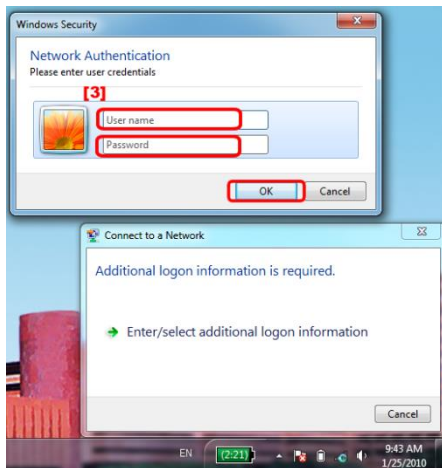 Windows Security
Network Authentication
Please enter user credentials
[3]
User name
Password
OK Cancel
Connect to a Network
Additional logon information is required.
Enter/select additional logon information
Cancel
EN (2:21) 9:43 AM
1/25/2010